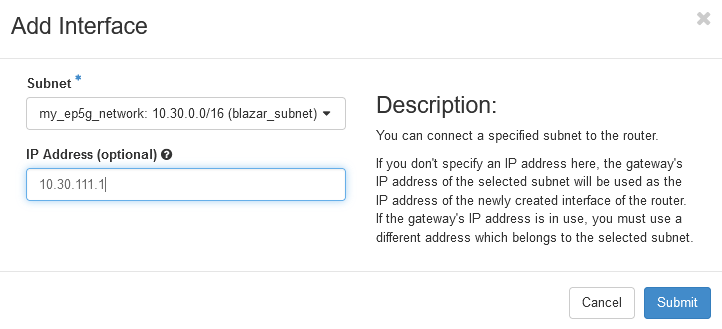 Add Interface
×
Subnet *
my_ep5g_network: 10.30.0.0/16 (blazar_subnet)
IP Address (optional) ?
10.30.111.1
Description:
You can connect a specified subnet to the router.
If you don't specify an IP address here, the gateway's
IP address of the selected subnet will be used as the
IP address of the newly created interface of the router.
If the gateway's IP address is in use, you must use a
different address which belongs to the selected subnet.
Cancel
Submit